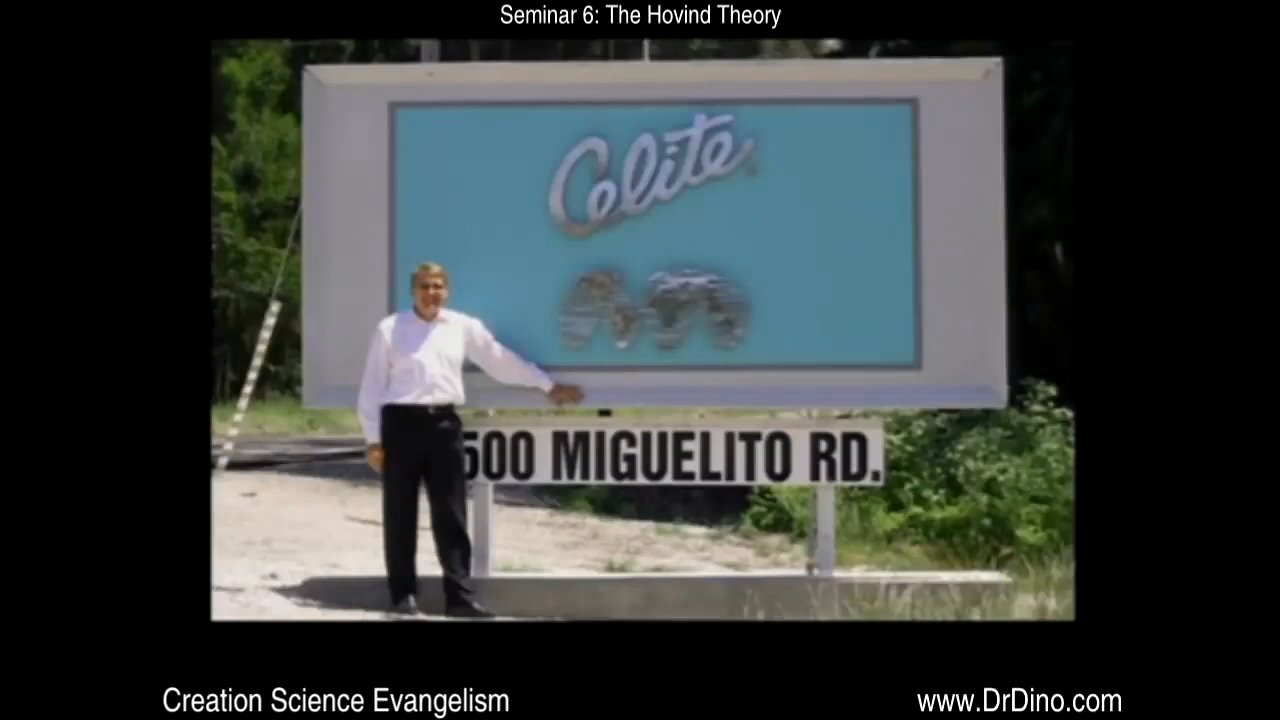 Seminar 6: The Hovind Theory
Celite
500 MIGUELITO RD.
Creation Science Evangelism
www.DrDino.com